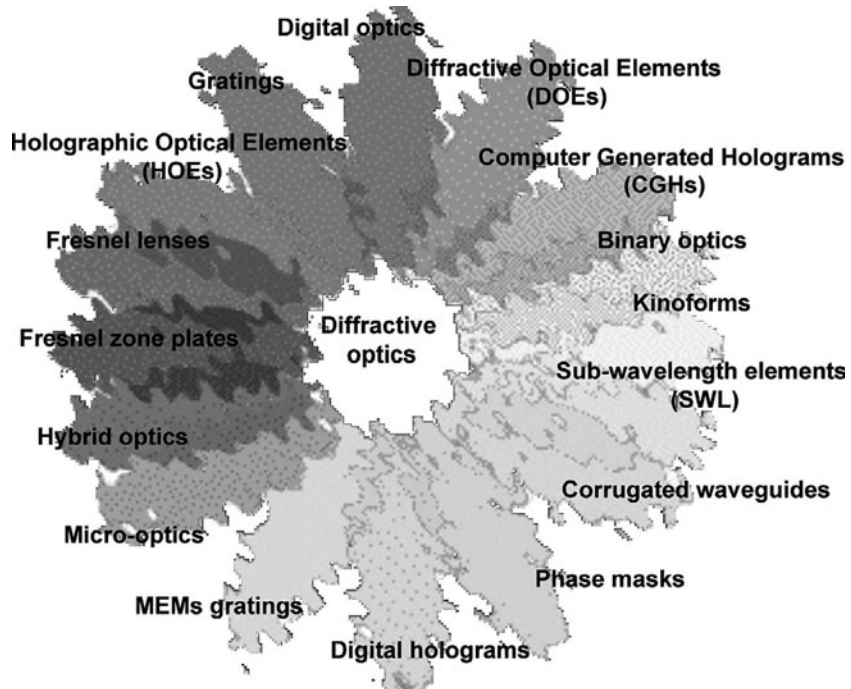 Digital optics
Gratings
Diffractive Optical Elements
(DOEs)
Holographic Optical Elements
(HOEs)
Computer Generated Holograms
(CGHs)
Fresnel lenses
Binary optics
Kinoforms
Fresnel zone plates
Diffractive
optics
Sub-wavelength elements
(SWL)
Hybrid optics
Corrugated waveguides
Micro-optics
Phase masks
MEMs gratings
Digital holograms